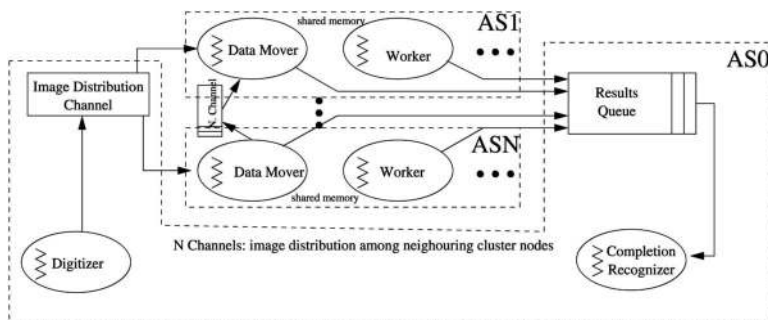 shared memory
AS1
Data Mover
Worker
AS0
Image Distribution
Channel
N. Channel
Results
Queue
ASN
Data Mover
Worker
shared memory
N Channels: image distribution among neighouring cluster nodes
Digitizer
Completion
Recognizer